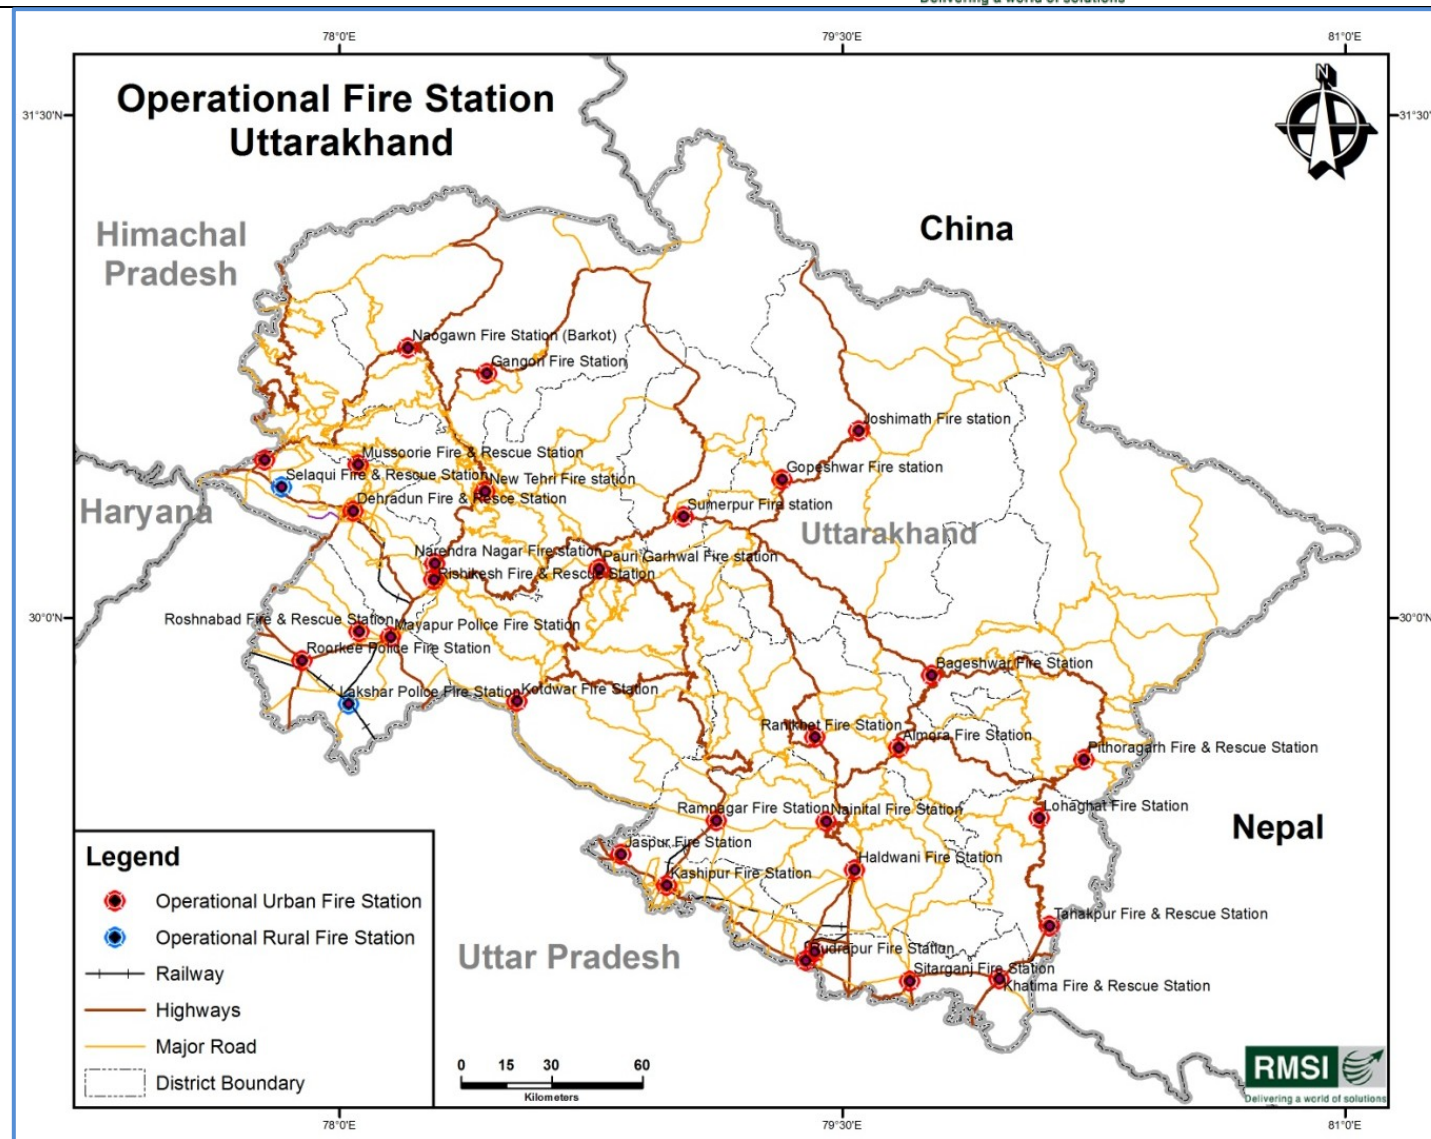 Delivering a world of solutions
78°0'E
79°30'E
81°0'E
Operational Fire Station
Uttarakhand
N
31°30'N
31°30'N
Himachal
Pradesh
China
Naogawn Fire Station (Barkot)
Gangori Fire Station
Joshimath Fire station
Mussoorie Fire & Rescue Station
Gopeshwar Fire station
Selaqui Fire & Rescue Station
New Tehri Fire station
Dehradun Fire & Resce Station
Sumerpur Fire station
Haryana
Uttarakhand
Narendra Nagar Fire station
Pauri Garhwal Fire station
Rishikesh Fire & Rescue Station
30°0'N
30°0'N
Roshnabad Fire & Rescue Station
Mayapur Police Fire Station
Roorkee Police Fire Station
Bageshwar Fire Station
Lakshar Police Fire Station
Kotdwar Fire Station
Ranikhet Fire Station
Almora Fire Station
Pithoragarh Fire & Rescue Station
Ramnagar Fire Station
Nainital Fire Station
Lohaghat Fire Station
Nepal
Jaspur Fire Station
Haldwani Fire Station
Kashipur Fire Station
Tanakpur Fire & Rescue Station
Rudrapur Fire Station
Uttar Pradesh
Sitarganj Fire Station
Khatima Fire & Rescue Station
Legend
Operational Urban Fire Station
Operational Rural Fire Station
Railway
Highways
Major Road
District Boundary
0 15 30 60
Kilometers
RMSI
Delivering a world of solutions
78°0'E
79°30'E
81°0'E